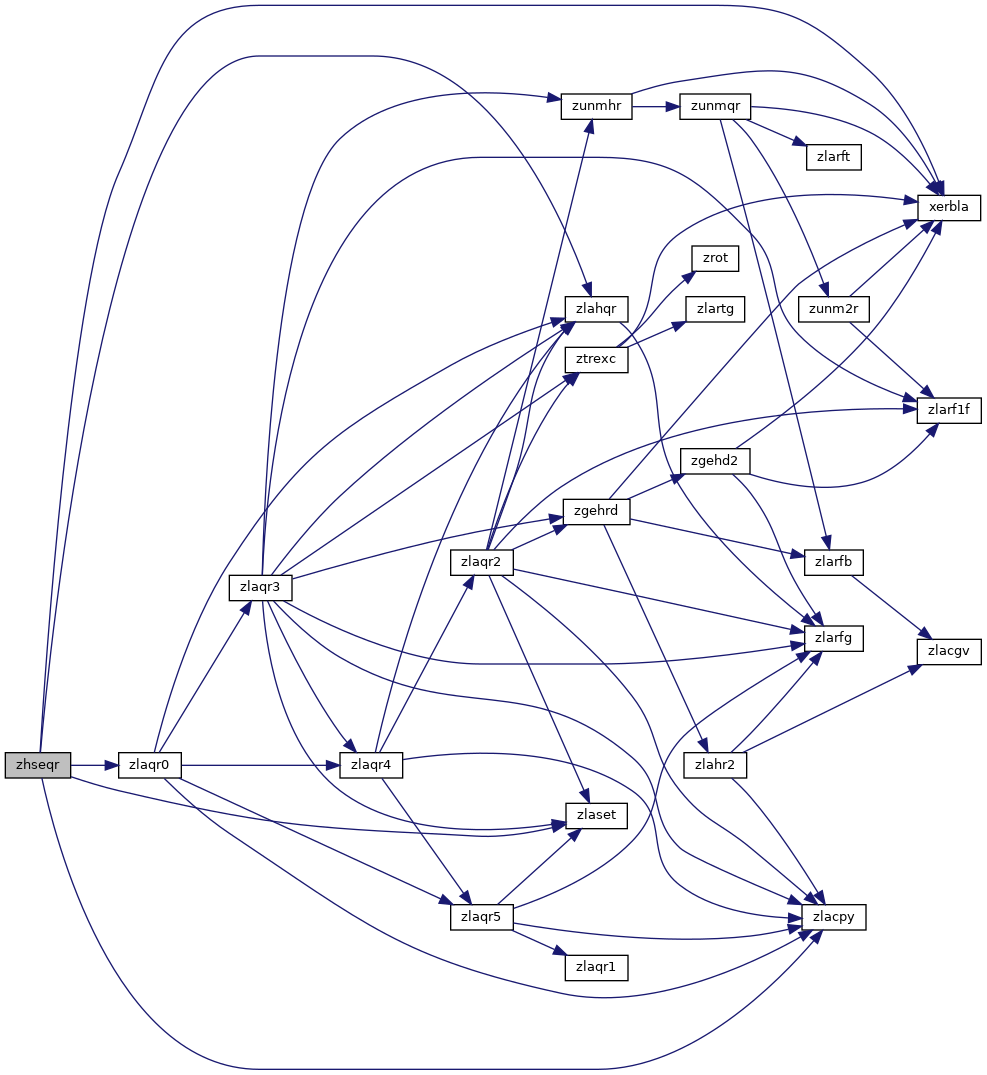 zunmhr
zunmqr
zlarft
xerbla
zrot
zlahqr
zlartg
zunm2r
ztrexc
zlarf1f
zgehd2
zgehrd
zlaqr2
zlarfb
zlaqr3
zlarfg
zlacgv
zhseqr
zlaqr0
zlaqr4
zlahr2
zlaset
zlaqr5
zlacpy
zlaqr1